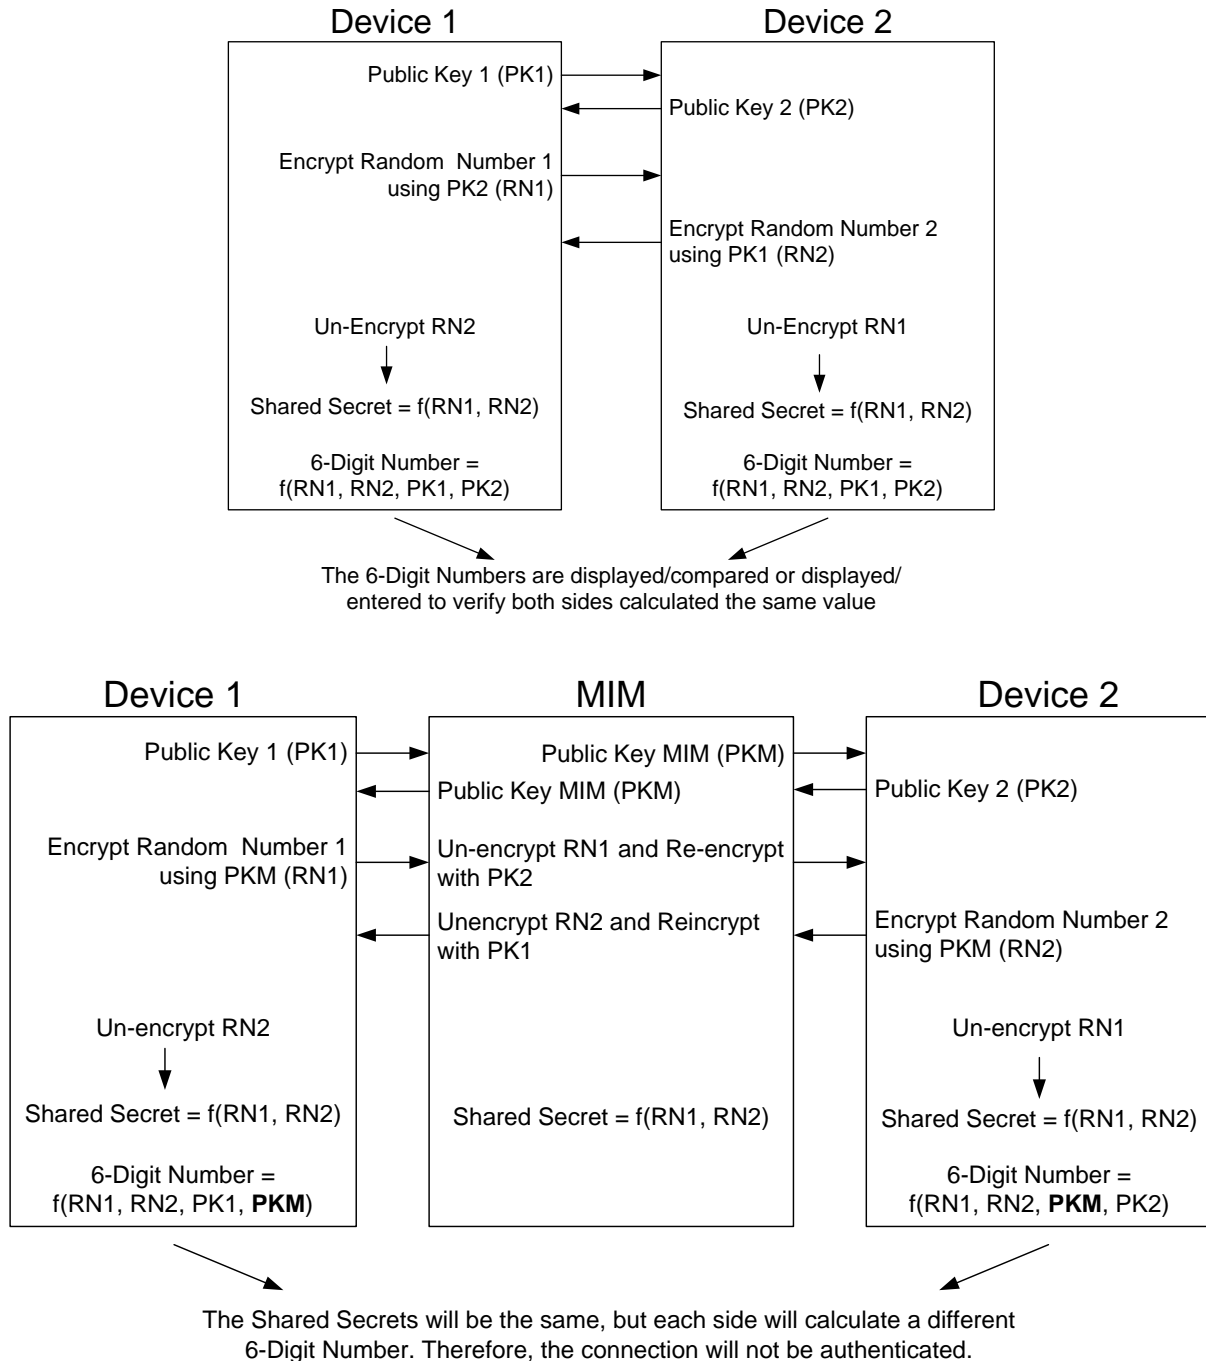 Device 1
Device 2
Public Key 1 (PK1)
Public Key 2 (PK2)
Encrypt Random  Number 1
using PK2 (RN1)
Encrypt Random Number 2
using PK1 (RN2)
Un-Encrypt RN2
Un-Encrypt RN1
Shared Secret = f(RN1, RN2)
Shared Secret = f(RN1, RN2)
6-Digit Number =
f(RN1, RN2, PK1, PK2)
6-Digit Number =
f(RN1, RN2, PK1, PK2)
The 6-Digit Numbers are displayed/compared or displayed/
entered to verify both sides calculated the same value
Device 1
MIM
Device 2
Public Key 1 (PK1)
Public Key MIM (PKM)
Public Key MIM (PKM)
Public Key 2 (PK2)
Encrypt Random  Number 1
using PKM (RN1)
Un-encrypt RN1 and Re-encrypt
with PK2
Unencrypt RN2 and Reincrypt
with PK1
Encrypt Random Number 2
using PKM (RN2)
Un-encrypt RN2
Un-encrypt RN1
Shared Secret = f(RN1, RN2)
Shared Secret = f(RN1, RN2)
Shared Secret = f(RN1, RN2)
6-Digit Number =
f(RN1, RN2, PK1, PKM)
6-Digit Number =
f(RN1, RN2, PKM, PK2)
The Shared Secrets will be the same, but each side will calculate a different
6-Digit Number. Therefore, the connection will not be authenticated.